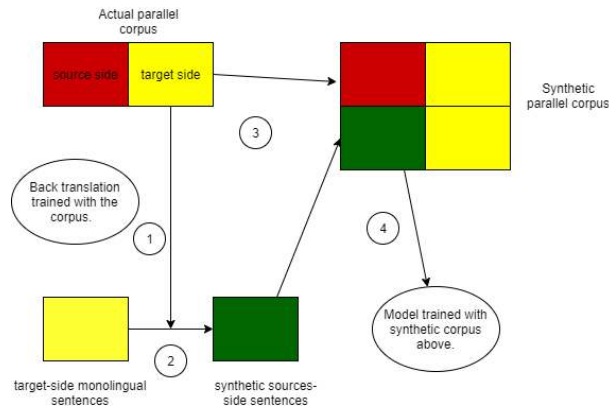 Actual parallel
corpus
source side
target side
Synthetic
parallel corpus
3
Back translation
trained with the
corpus.
1
4
2
Model trained with
synthetic corpus
above.
target-side monolingual
sentences
synthetic sources-
side sentences